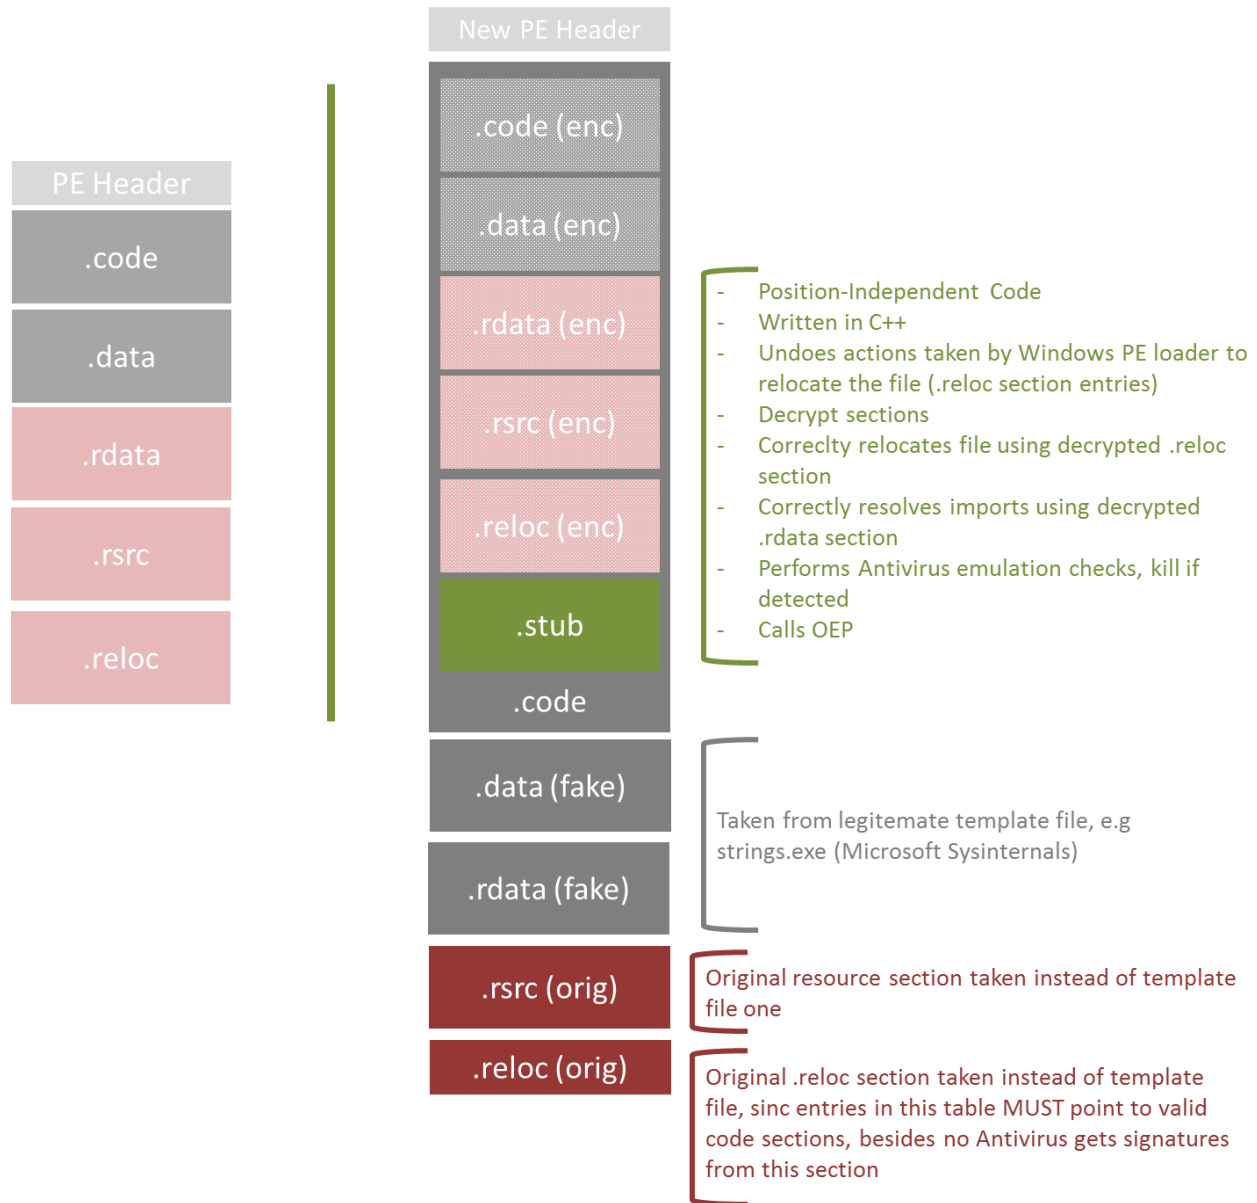 PE Header
.code
.data
.rdata
.rsrc
.reloc
New PE Header
.code (enc)
.data (enc)
.rdata (enc)
.rsrc (enc)
.reloc (enc)
.stub
.code
.data (fake)
.rdata (fake)
.rsrc (orig)
.reloc (orig)
- Position-Independent Code
- Written in C++
- Undoes actions taken by Windows PE loader to
relocate the file (.reloc section entries)
- Decrypt sections
- Correclty relocates file using decrypted .reloc
section
- Correctly resolves imports using decrypted
.rdata section
- Performs Antivirus emulation checks, kill if
detected
- Calls OEP
Taken from legitemate template file, e.g
strings.exe (Microsoft Sysinternals)
Original resource section taken instead of template
file one
Original .reloc section taken instead of template
file, sinc entries in this table MUST point to valid
code sections, besides no Antivirus gets signatures
from this section